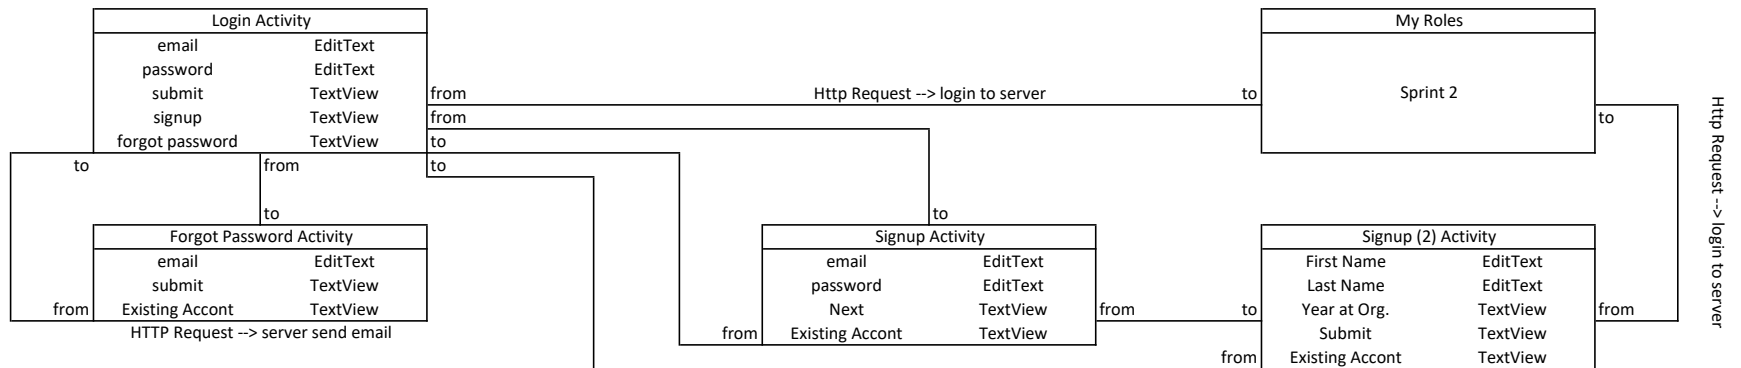 Login Activity
email EditText
password EditText
submit TextView
signup TextView
forgot password TextView
from
from
to
to
Http Request --> login to server
to
My Roles
Sprint 2
to
Http Request --> login to server
to
from
to
Forgot Password Activity
email EditText
submit TextView
from Existing Accont TextView
HTTP Request --> server send email
to
Signup Activity
email EditText
password EditText
Next TextView
from Existing Accont TextView
from
to
Signup (2) Activity
First Name EditText
Last Name EditText
Year at Org. TextView
Submit TextView
from Existing Accont TextView
from